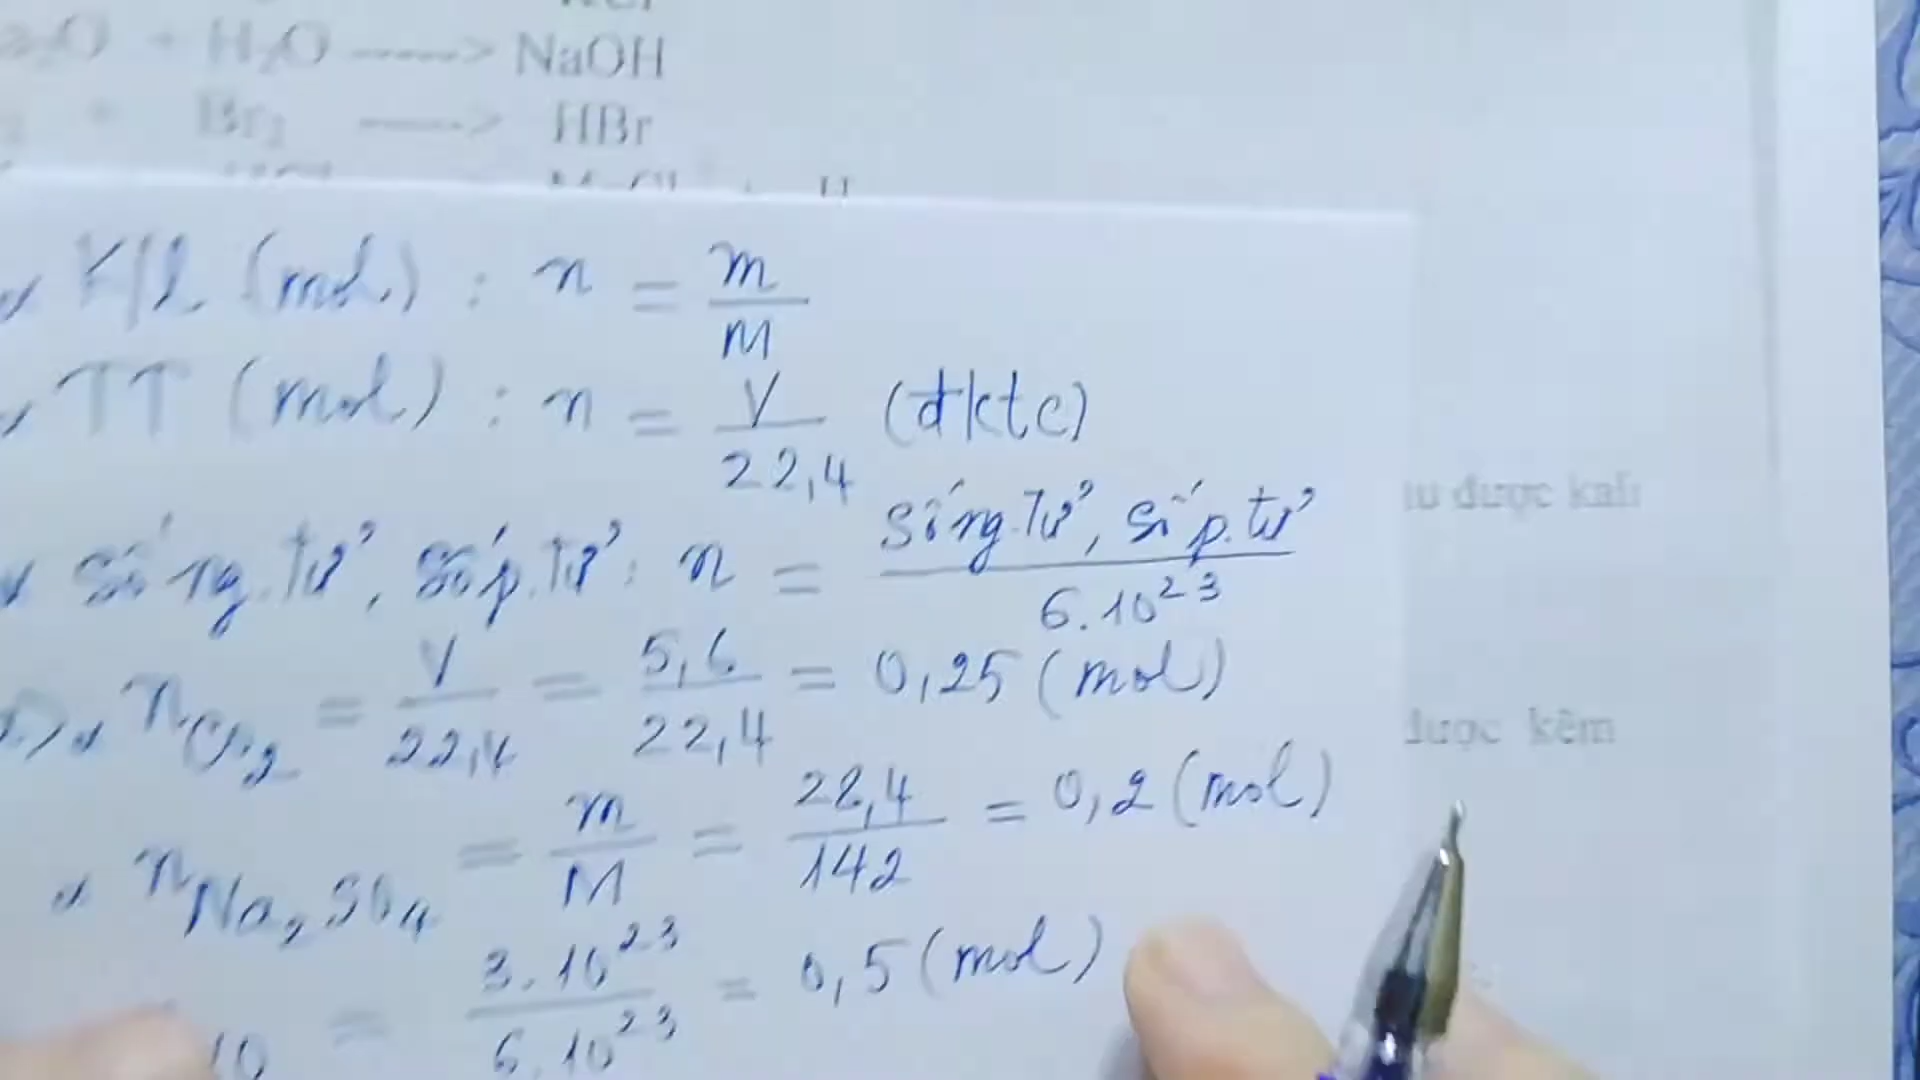 O + H₂O -----> NaOH
Br₂ -----> HBr
K/l (mol) : n = m/M
TT (mol) : n = V/22,4 (đktc)
Số ng.tử, số p.tử : n = Số ng.tử, số p.tử/6.10²³
được kali
n O₂ = V/22,4 = 5,6/22,4 = 0,25 (mol)
được kẽm
n Na₂SO₄ = m/M = 28,4/142 = 0,2 (mol)
= 3.10²³/6.10²³ = 0,5 (mol)